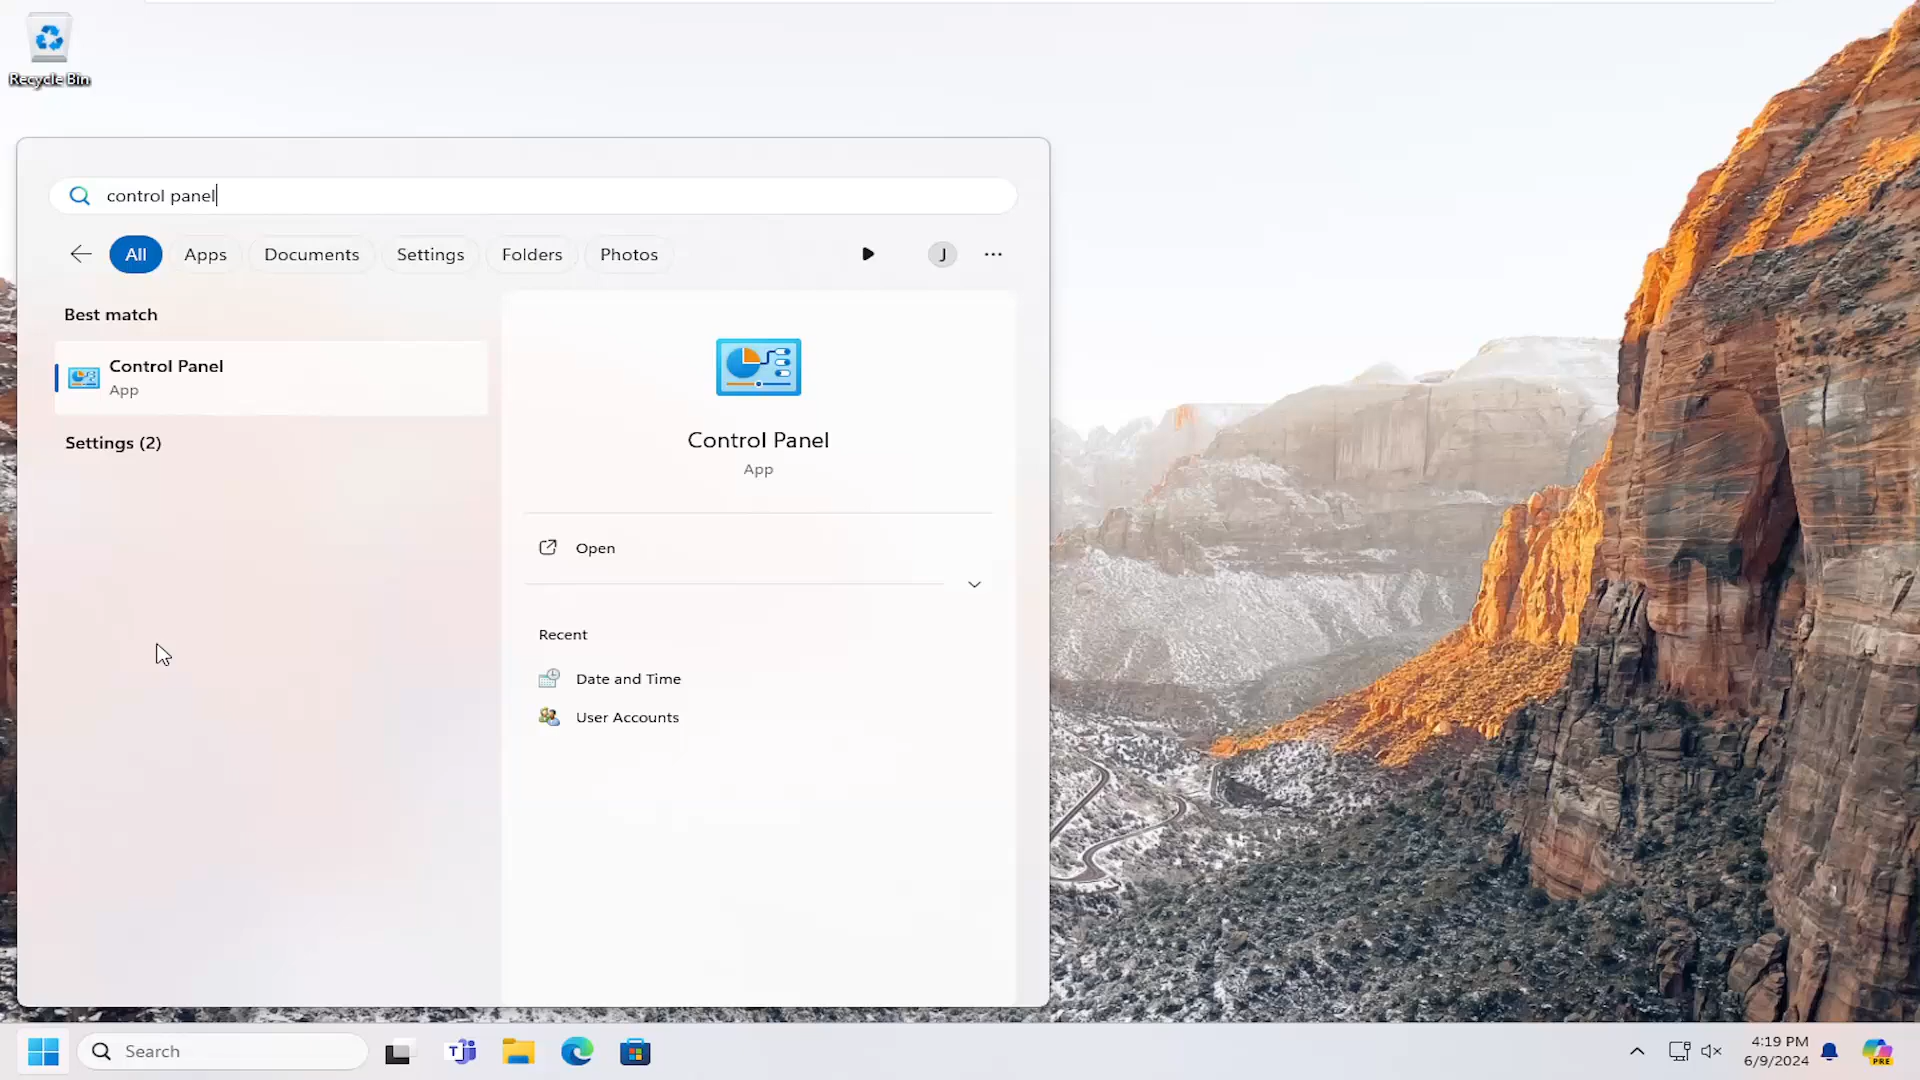 Recycle Bin
control panel
All Apps Documents Settings Folders Photos J
Best match
Control Panel
App
Settings (2)
Control Panel
App
Open
Recent
Date and Time
User Accounts
Search
4:19 PM
6/9/2024
PRE